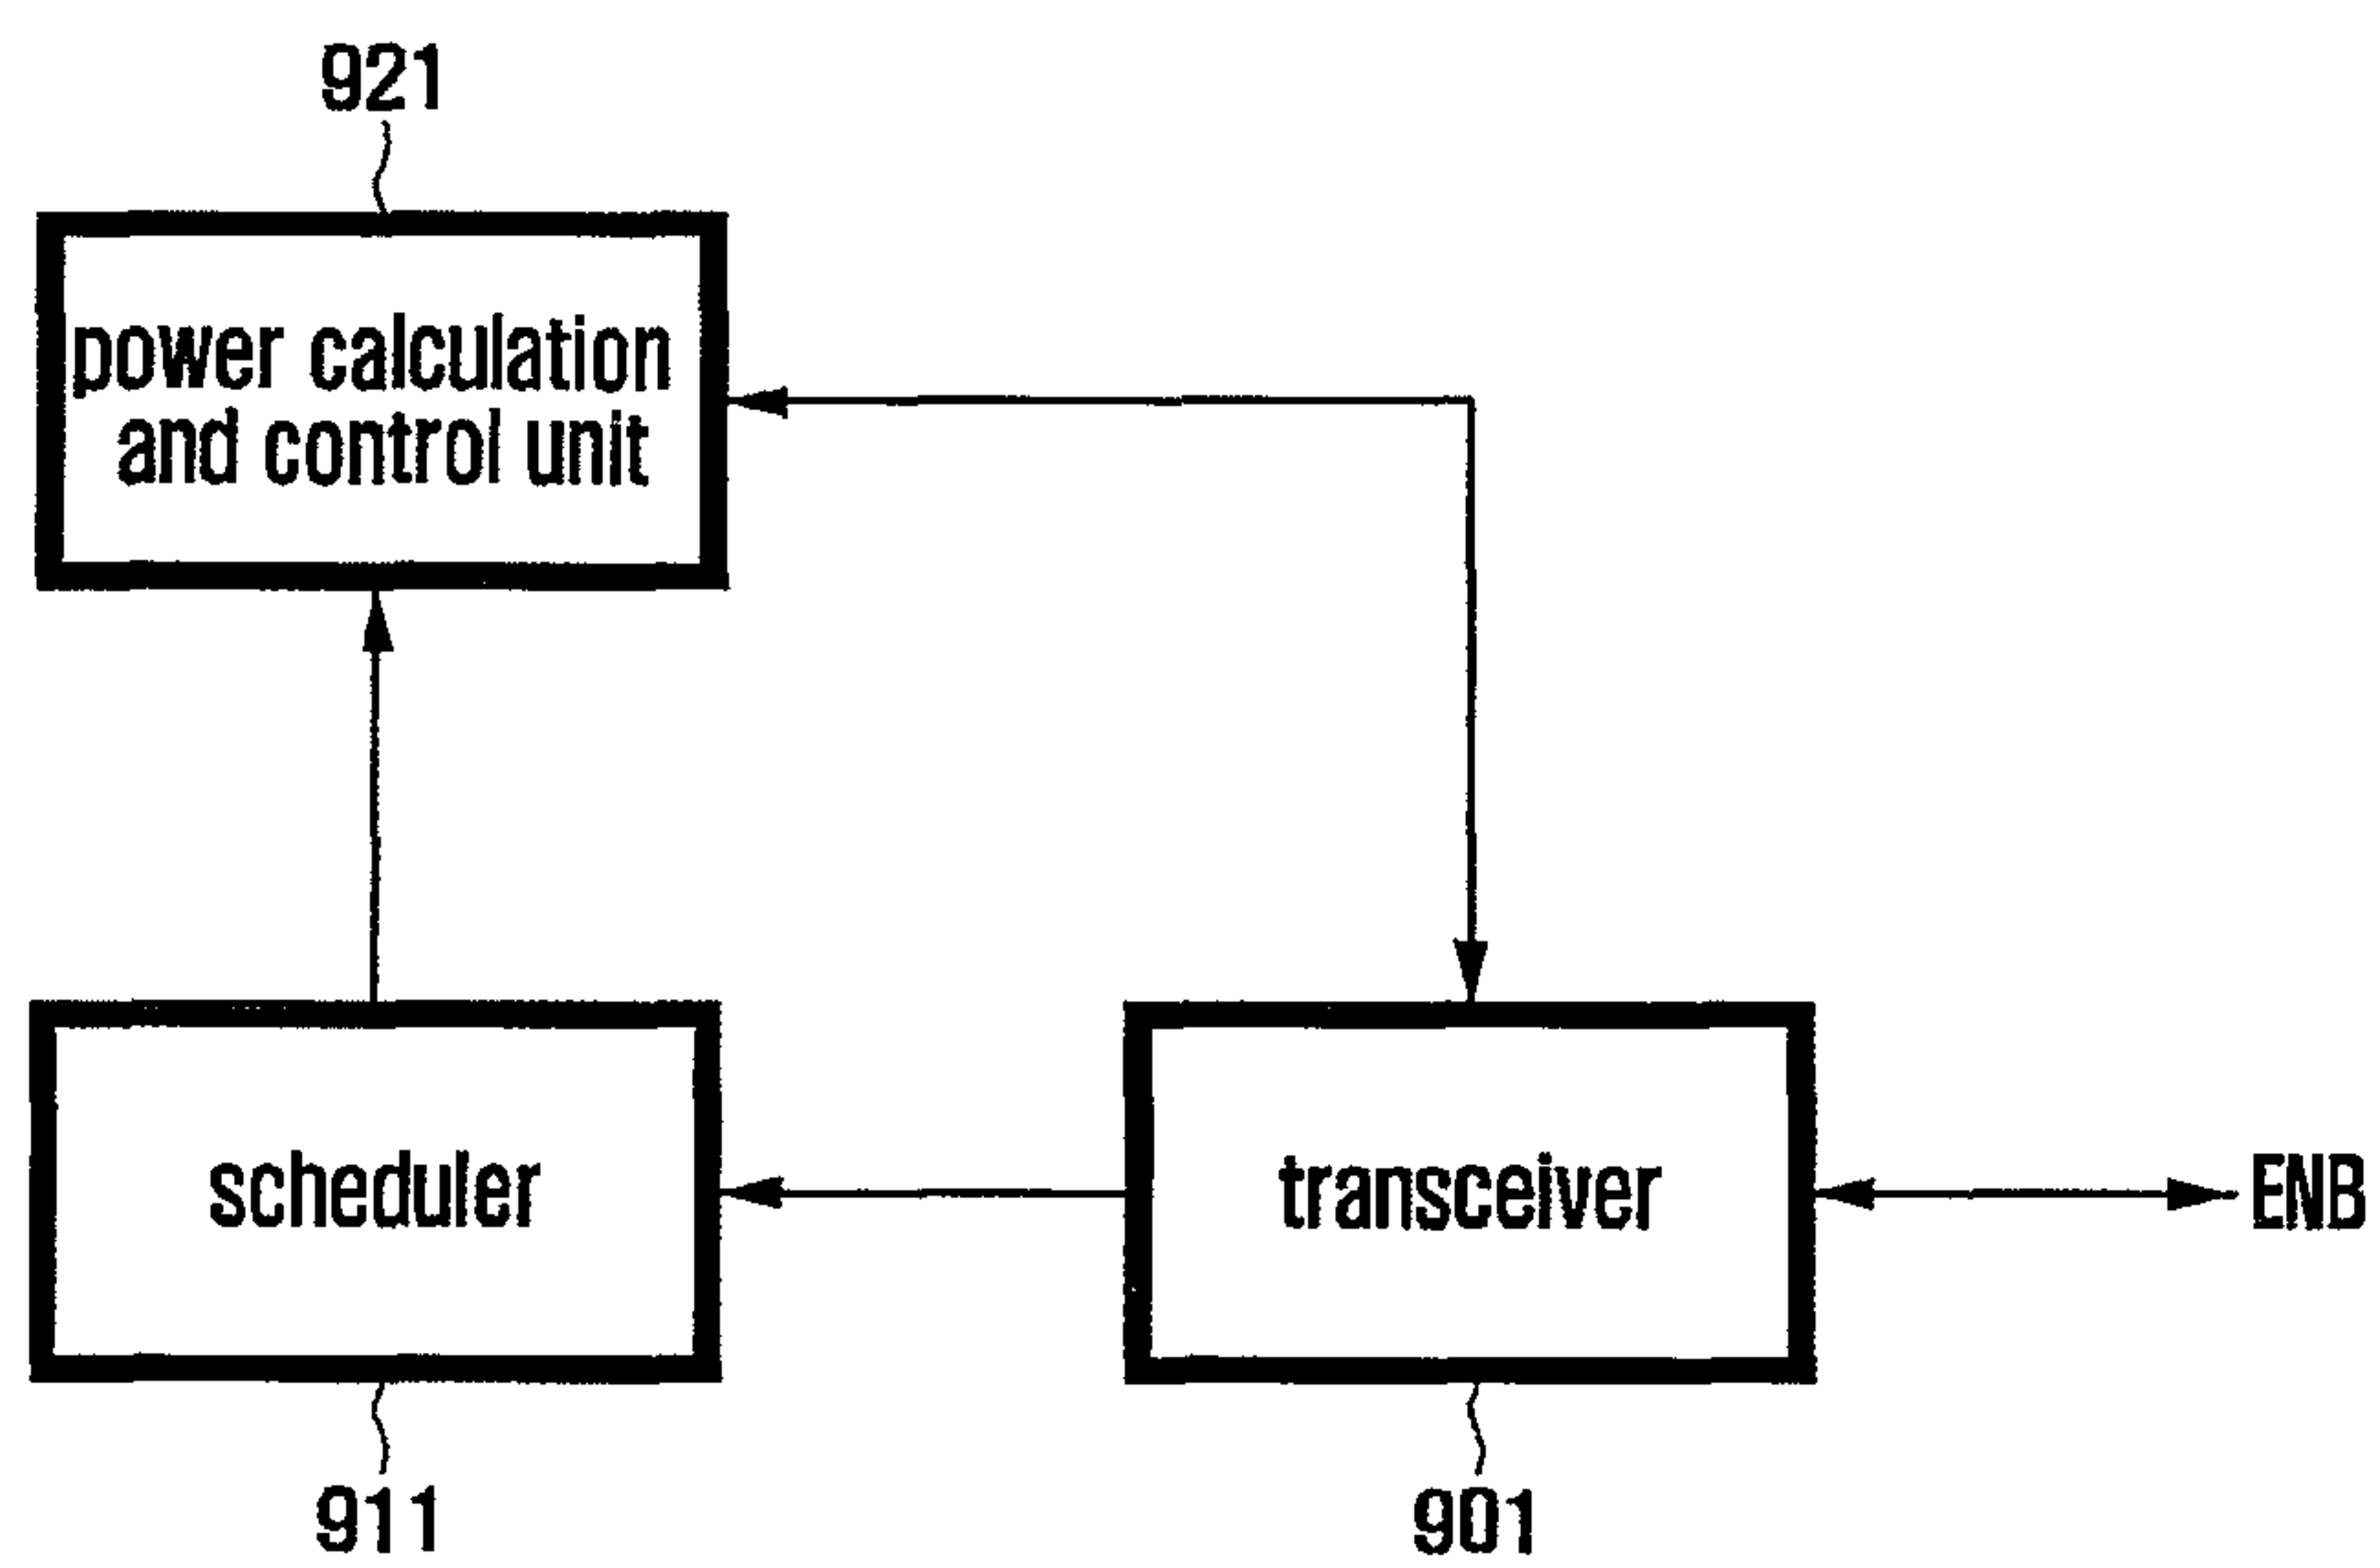 921
power calculation
and control unit
scheduler
transceiver
ENB
911
901